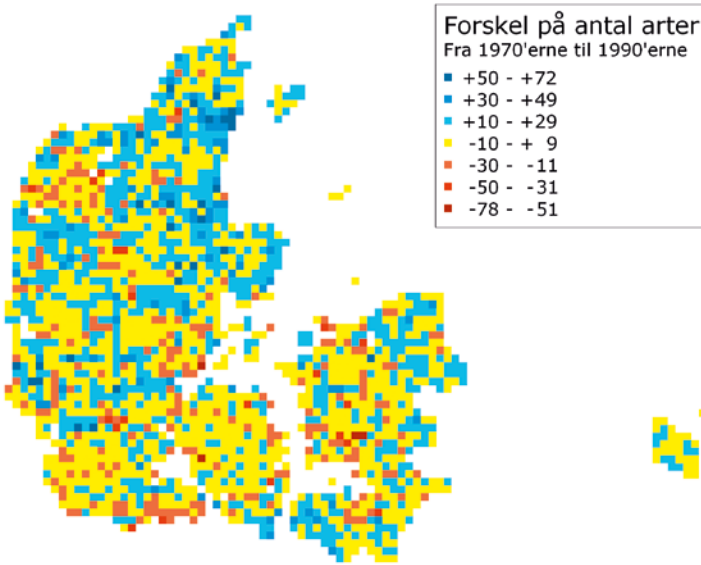 Forskel på antal arter
Fra 1970'erne til 1990'erne
+50 - +72
+30 - +49
+10 - +29
-10 - + 9
-30 - -11
-50 - -31
-78 - -51